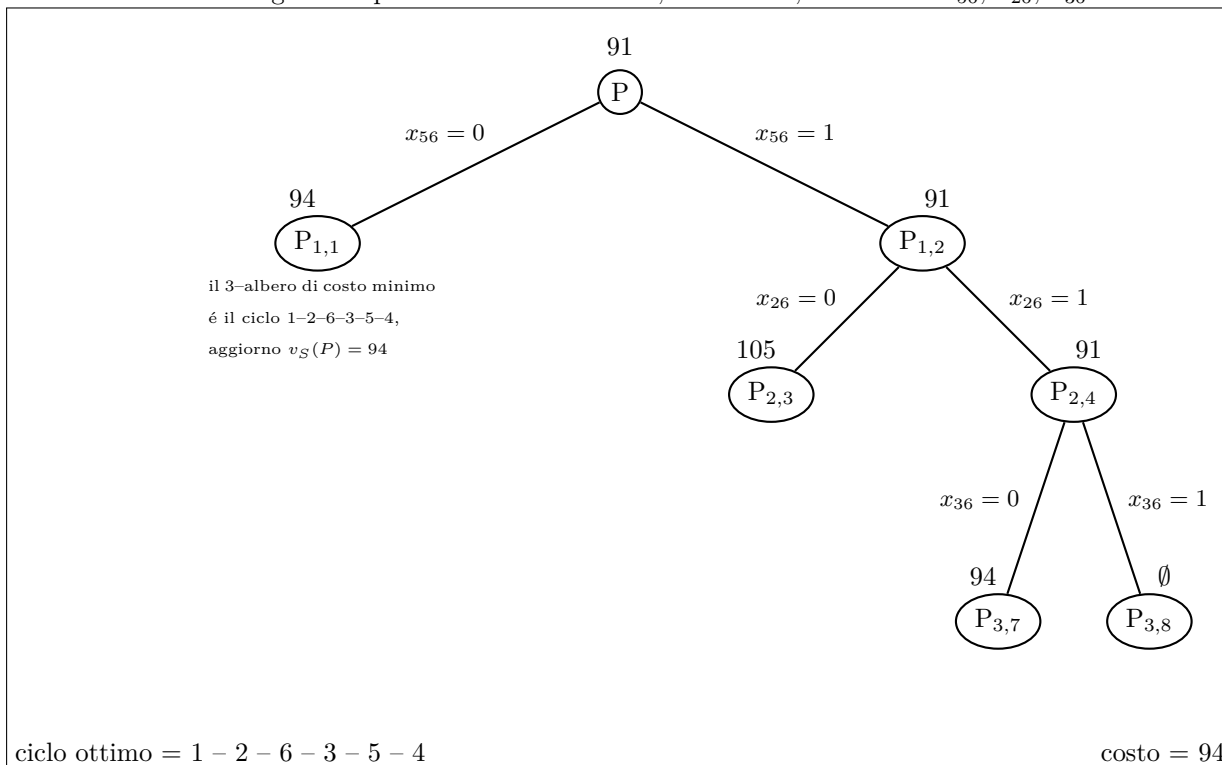 91
P
x₅₆ = 0
x₅₆ = 1
94
91
P₁,₁
P₁,₂
il 3–albero di costo minimo
é il ciclo 1–2–6–3–5–4,
aggiorno v_S(P) = 94
x₂₆ = 0
x₂₆ = 1
105
91
P₂,₃
P₂,₄
x₃₆ = 0
x₃₆ = 1
94
∅
P₃,₇
P₃,₈
ciclo ottimo = 1 – 2 – 6 – 3 – 5 – 4
costo = 94